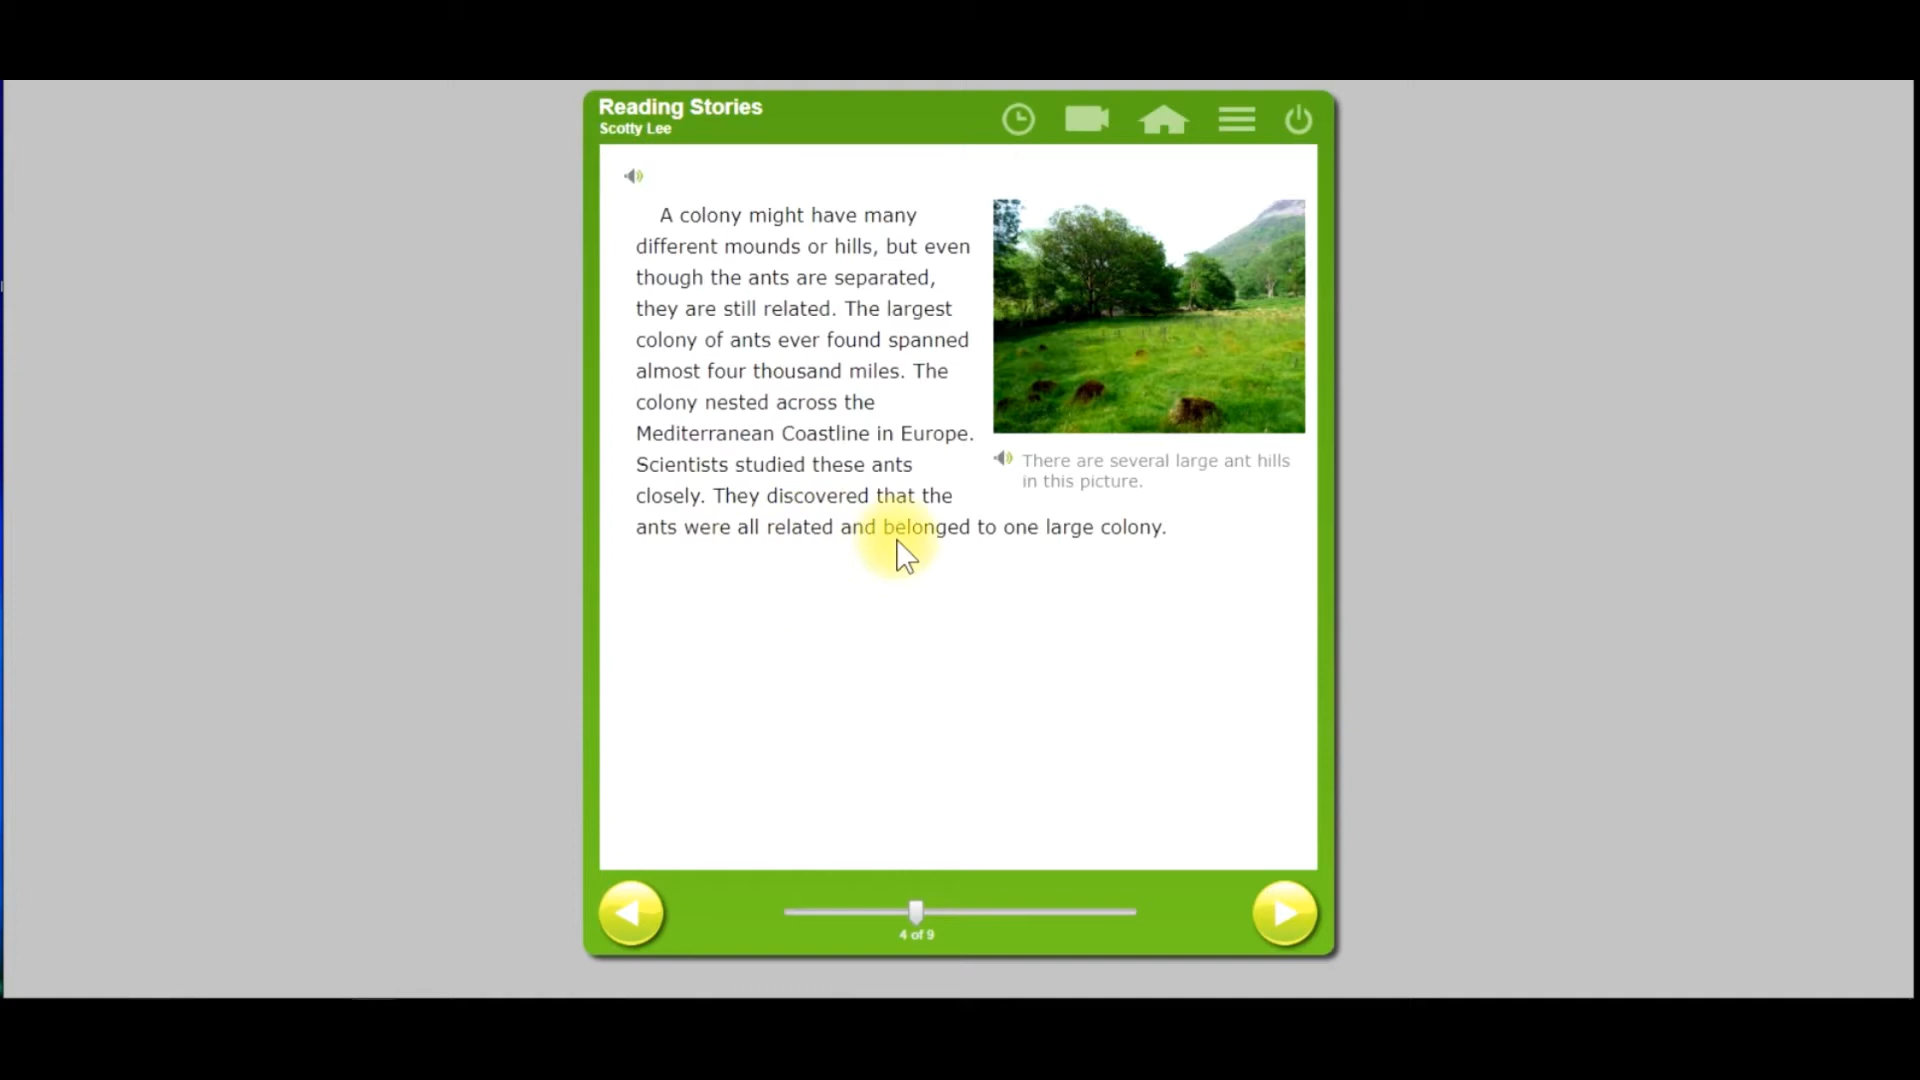 Reading Stories
Scotty Lee
A colony might have many
different mounds or hills, but even
though the ants are separated,
they are still related. The largest
colony of ants ever found spanned
almost four thousand miles. The
colony nested across the
Mediterranean Coastline in Europe.
Scientists studied these ants
closely. They discovered that the
ants were all related and belonged to one large colony.
There are several large ant hills
in this picture.
4 of 9